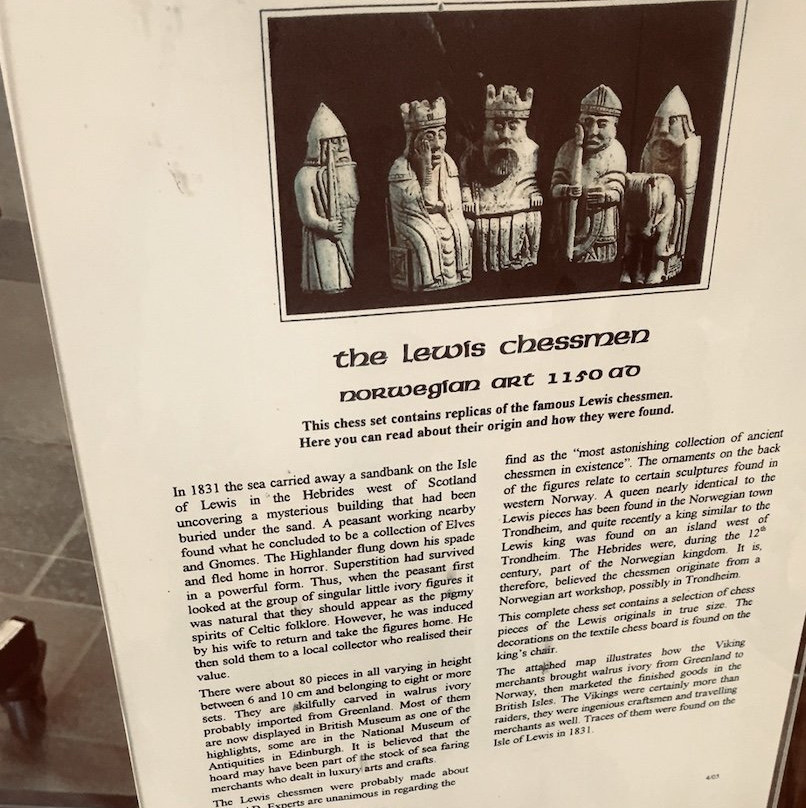 the Lewis chessmen
norwegian art 1150 ad
This chess set contains replicas of the famous Lewis chessmen.
Here you can read about their origin and how they were found.
In 1831 the sea carried away a sandbank on the Isle
of Lewis in the Hebrides west of Scotland
uncovering a mysterious building that had been
buried under the sand. A peasant working nearby
found what he concluded to be a collection of Elves
and Gnomes. The Highlander flung down his spade
and fled home in horror. Superstition had survived
in a powerful form. Thus, when the peasant first
looked at the group of singular little ivory figures it
was natural that they should appear as the pigmy
spirits of Celtic folklore. However, he was induced
by his wife to return and take the figures home. He
then sold them to a local collector who realised their
value.
There were about 80 pieces in all varying in height
between 6 and 10 cm and belonging to eight or more
sets. They are skilfully carved in walrus ivory
probably imported from Greenland. Most of them
are now displayed in British Museum as one of the
highlights, some are in the National Museum of
Antiquities in Edinburgh. It is believed that the
hoard may have been part of the stock of sea faring
merchants who dealt in luxury arts and crafts.
The Lewis chessmen were probably made about
Experts are unanimous in regarding the
find as the “most astonishing collection of ancient
chessmen in existence”. The ornaments on the back
of the figures relate to certain sculptures found in
western Norway. A queen nearly identical to the
Lewis pieces has been found in the Norwegian town
Trondheim, and quite recently a king similar to the
Lewis king was found on an island west of
Trondheim. The Hebrides were, during the 12th
century, part of the Norwegian kingdom. It is,
therefore, believed the chessmen originate from a
Norwegian art workshop, possibly in Trondheim.
This complete chess set contains a selection of chess
pieces of the Lewis originals in true size. The
decorations on the textile chess board is found on the
king's chair.
The attached map illustrates how the Viking
merchants brought walrus ivory from Greenland to
Norway, then marketed the finished goods in the
British Isles. The Vikings were certainly more than
raiders, they were ingenious craftsmen and travelling
merchants as well. Traces of them were found on the
Isle of Lewis in 1831.